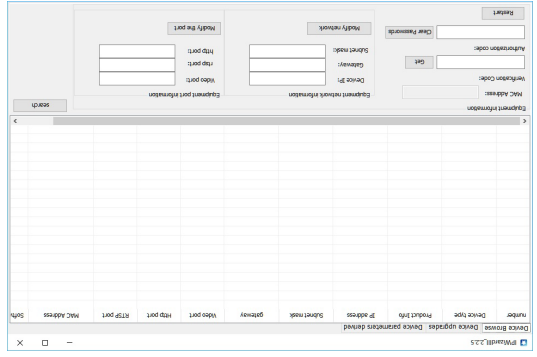 IPWizardIII_2.2.5
Device Browse Device upgrades Device parameters derived
number Device type Product Info IP address Subnet mask gateway Video port Http port RTSP port MAC Address Softv
Equipment information
MAC Address:
Verification Code:
Get
Authorization code:
Clear Passwords
Restart
Equipment network information
Device IP:
Gateway:
Subnet mask:
Modify network
Equipment port information
Video port:
rtsp port:
http port:
Modify the port
search